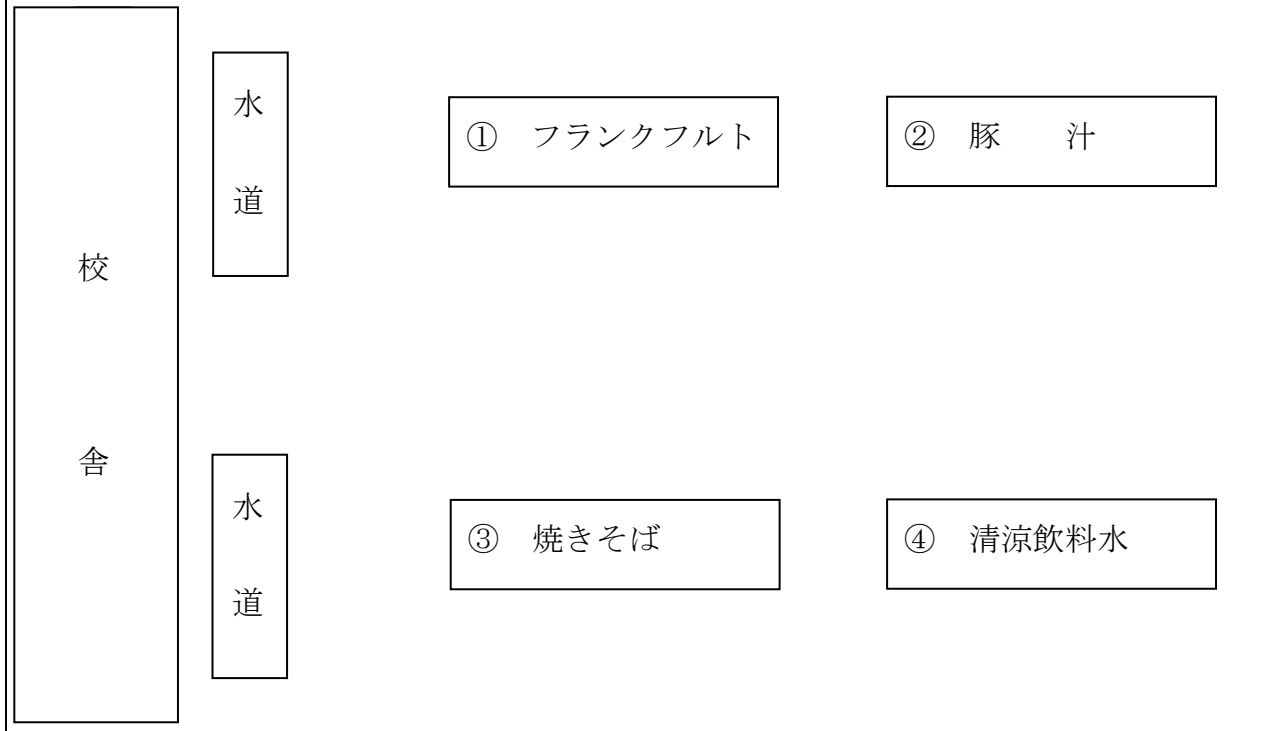 校舎
水道
① フランクフルト
② 豚　　汁
水道
③ 焼きそば
④ 清涼飲料水